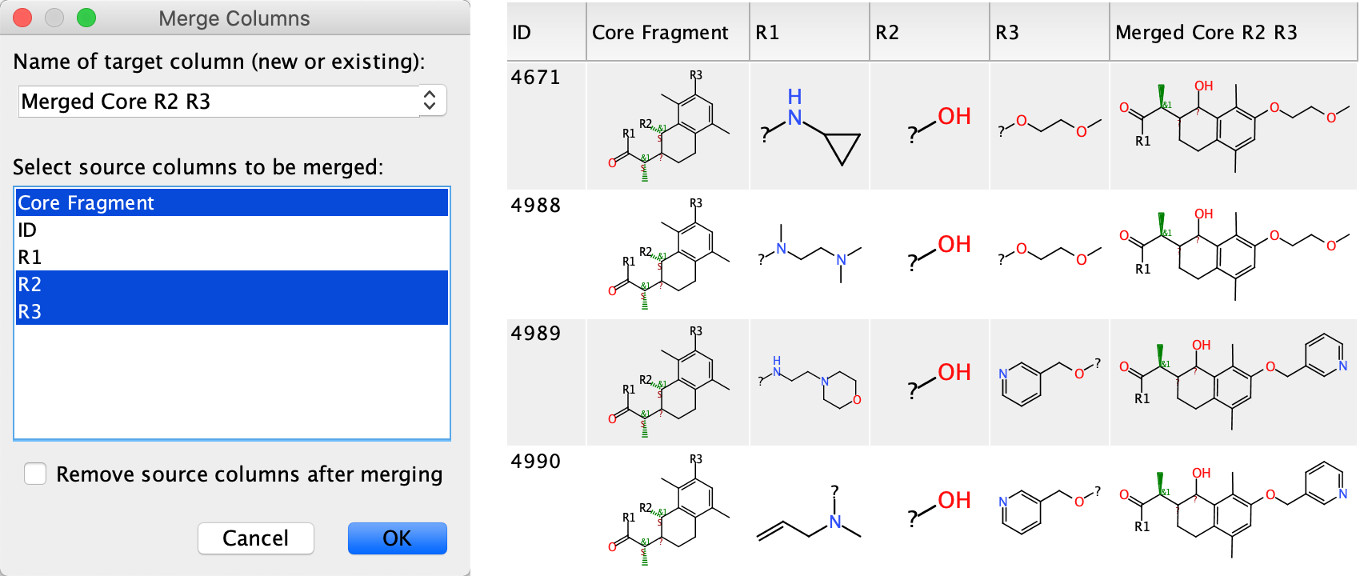 Merge Columns
Name of target column (new or existing):
Merged Core R2 R3
Select source columns to be merged:
Core Fragment
ID
R1
R2
R3
Remove source columns after merging
Cancel OK
ID Core Fragment R1 R2 R3 Merged Core R2 R3
4671
R3
R2
&1
S
R1
O
&1
S
?
H
N
?
? OH
? O O
OH
&1
O
R1
?
O O
4988
R3
R2
&1
S
R1
O
&1
S
?
? N N
? OH
? O O
OH
&1
O
R1
?
O O
4989
R3
R2
&1
S
R1
O
&1
S
?
H
? N N O
? OH
N O ?
OH
&1
O
R1
?
O N
4990
R3
R2
&1
S
R1
O
&1
S
?
?
N
? OH
N O ?
OH
&1
O
R1
?
O N